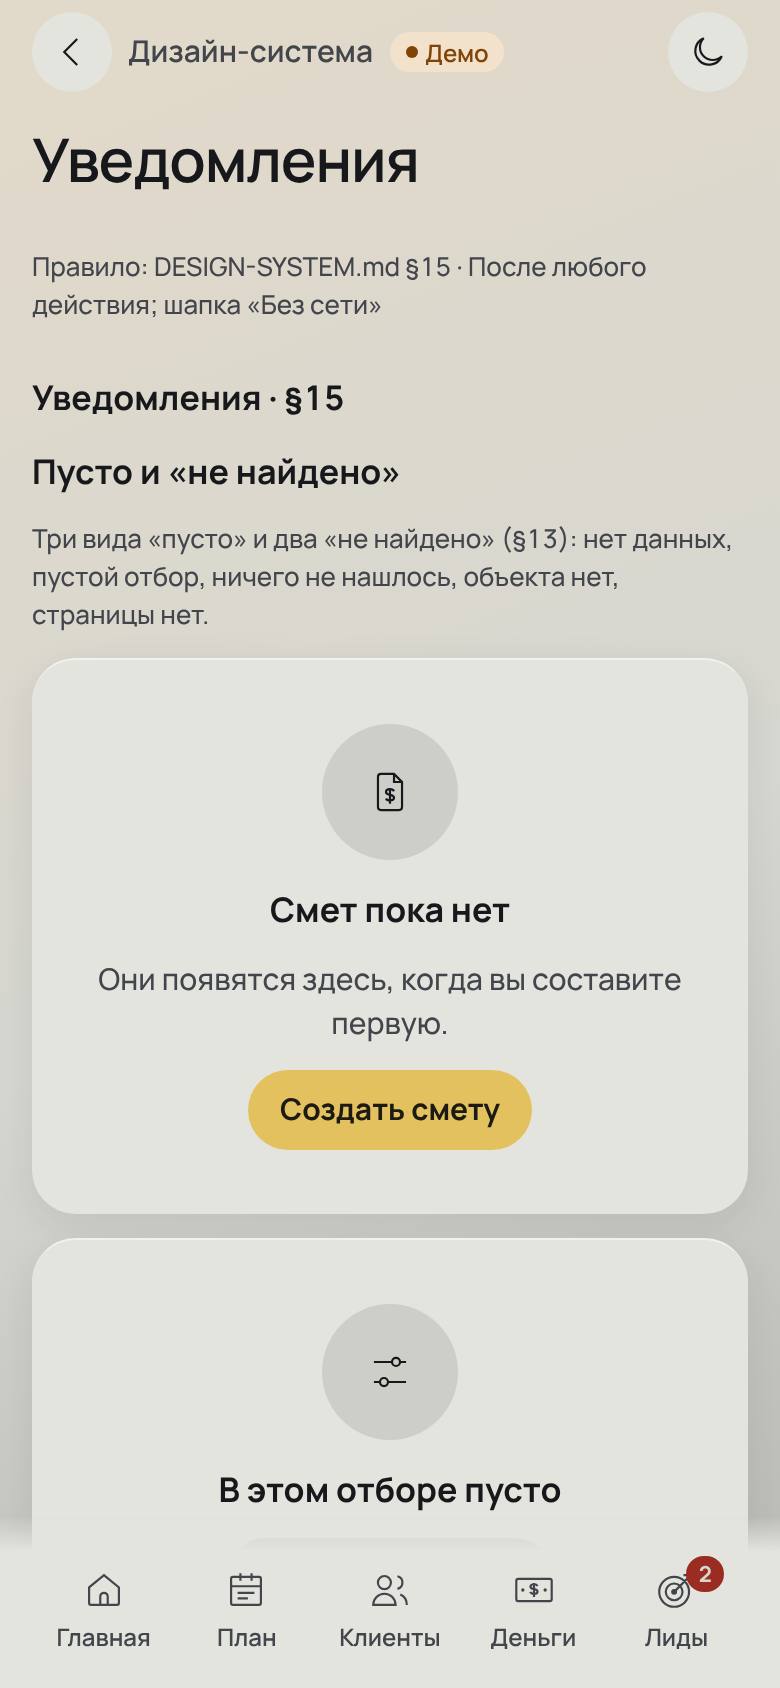 Дизайн-система
Демо
Уведомления
Правило: DESIGN-SYSTEM.md §15 · После любого
действия; шапка «Без сети»
Уведомления · §15
Пусто и «не найдено»
Три вида «пусто» и два «не найдено» (§13): нет данных,
пустой отбор, ничего не нашлось, объекта нет,
страницы нет.
$
Смет пока нет
Они появятся здесь, когда вы составите
первую.
Создать смету
В этом отборе пусто
$
2
Главная
План
Клиенты
Деньги
Лиды